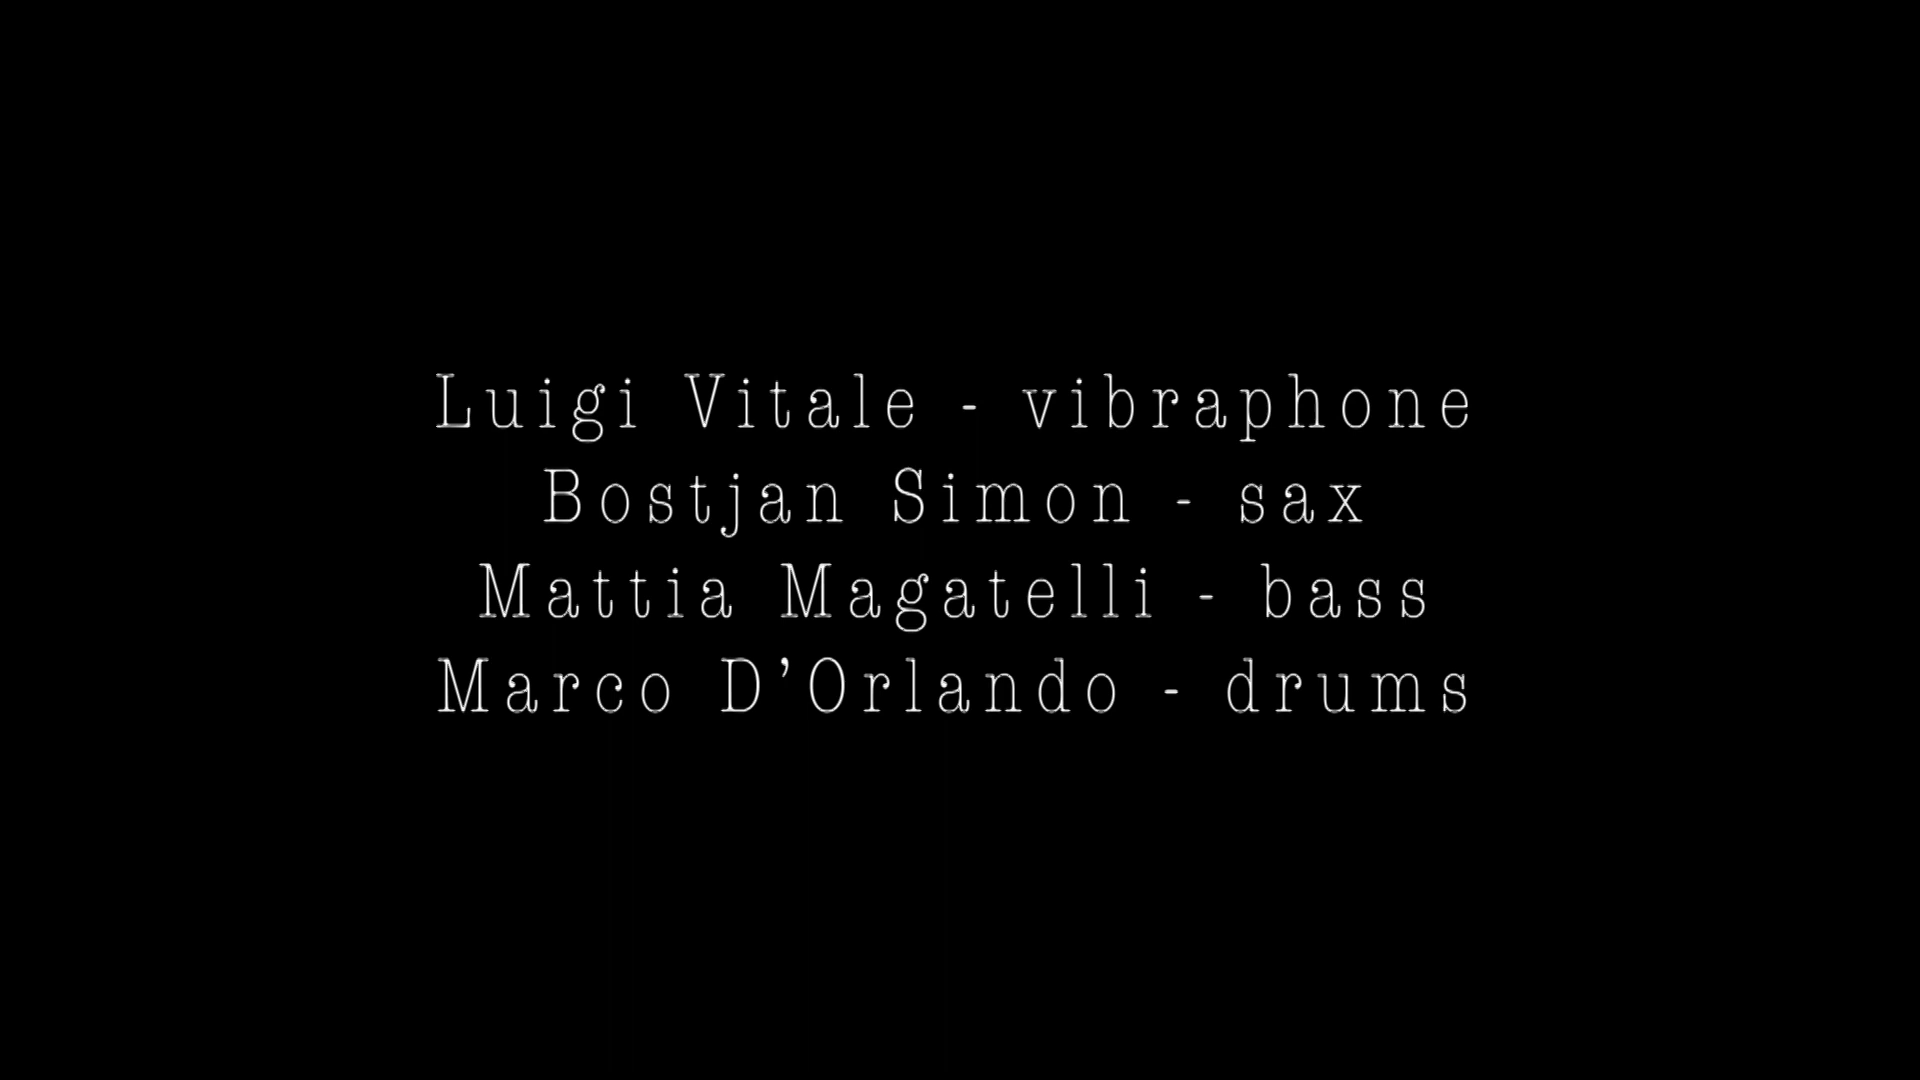 Luigi Vitale - vibraphone
Bostjan Simon - sax
Mattia Magatelli - bass
Marco D’Orlando - drums